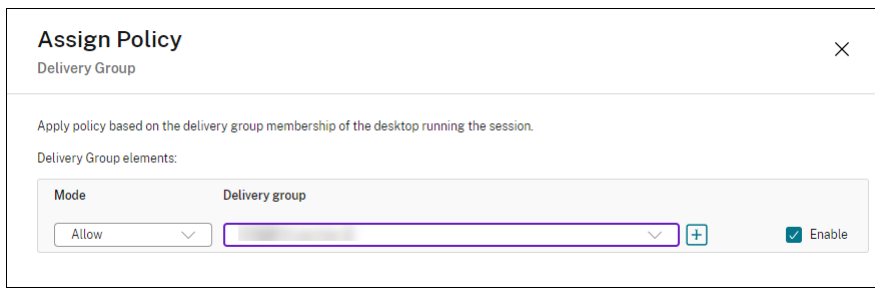 Assign Policy
Delivery Group
Apply policy based on the delivery group membership of the desktop running the session.
Delivery Group elements:
Mode Delivery group
Allow Enable